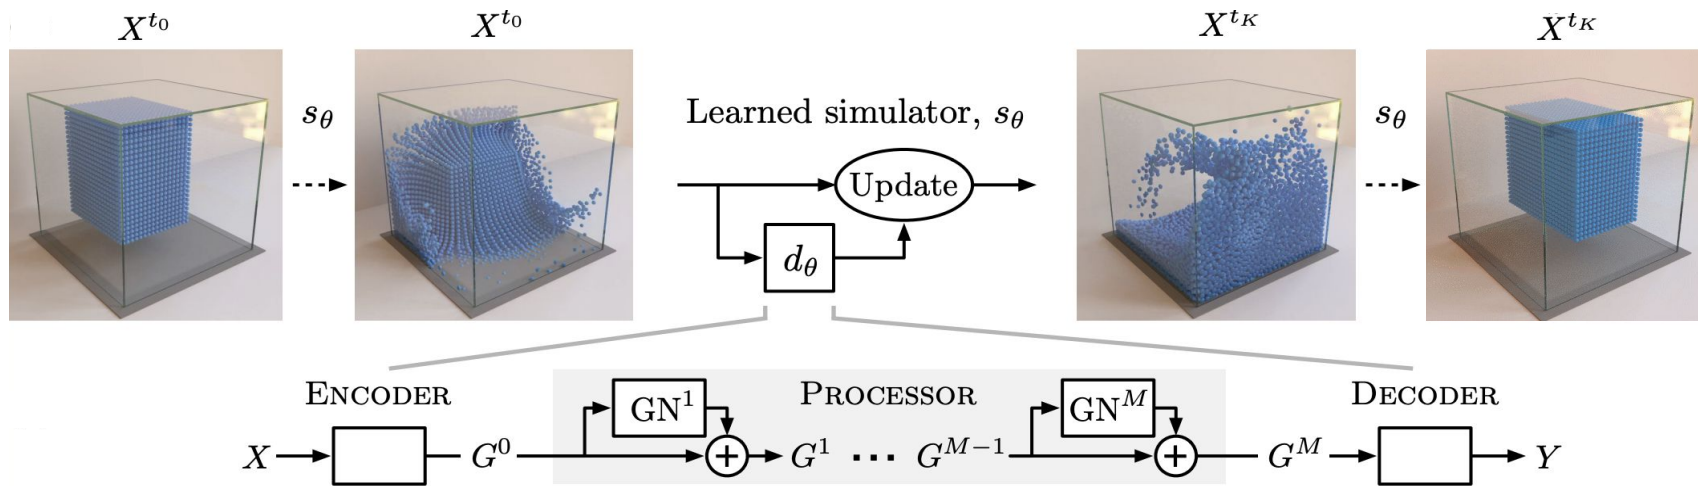 X^{t_0} X^{t_0} X^{t_K} X^{t_K}
s_θ Learned simulator, s_θ s_θ
Update
d_θ
ENCODER PROCESSOR DECODER
GN^1 GN^M
X G^0 + G^1 ... G^{M-1} + G^M Y